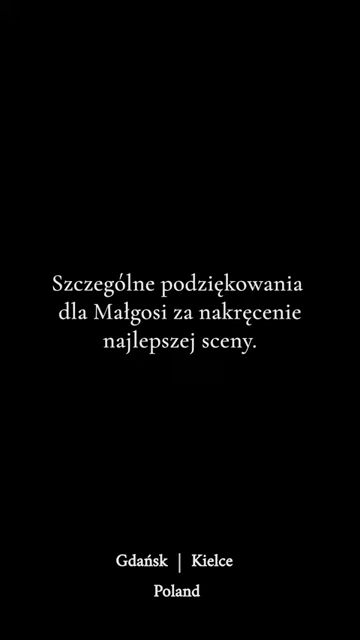 Szczególne podziękowania
dla Małgosi za nakręcenie
najlepszej sceny.
Gdańsk | Kielce
Poland